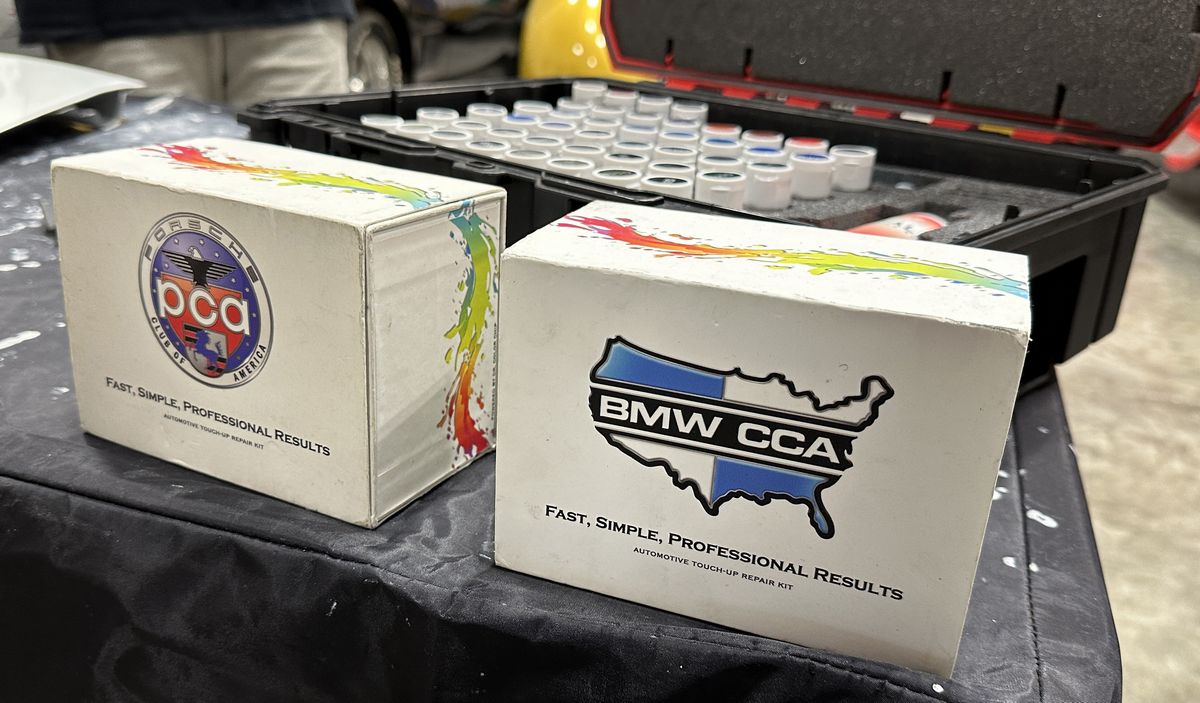 PORSCHE
pca
CLUB OF AMERICA
FAST, SIMPLE, PROFESSIONAL RESULTS
AUTOMOTIVE TOUCH-UP REPAIR KIT
BMW CCA
FAST, SIMPLE, PROFESSIONAL RESULTS
AUTOMOTIVE TOUCH-UP REPAIR KIT